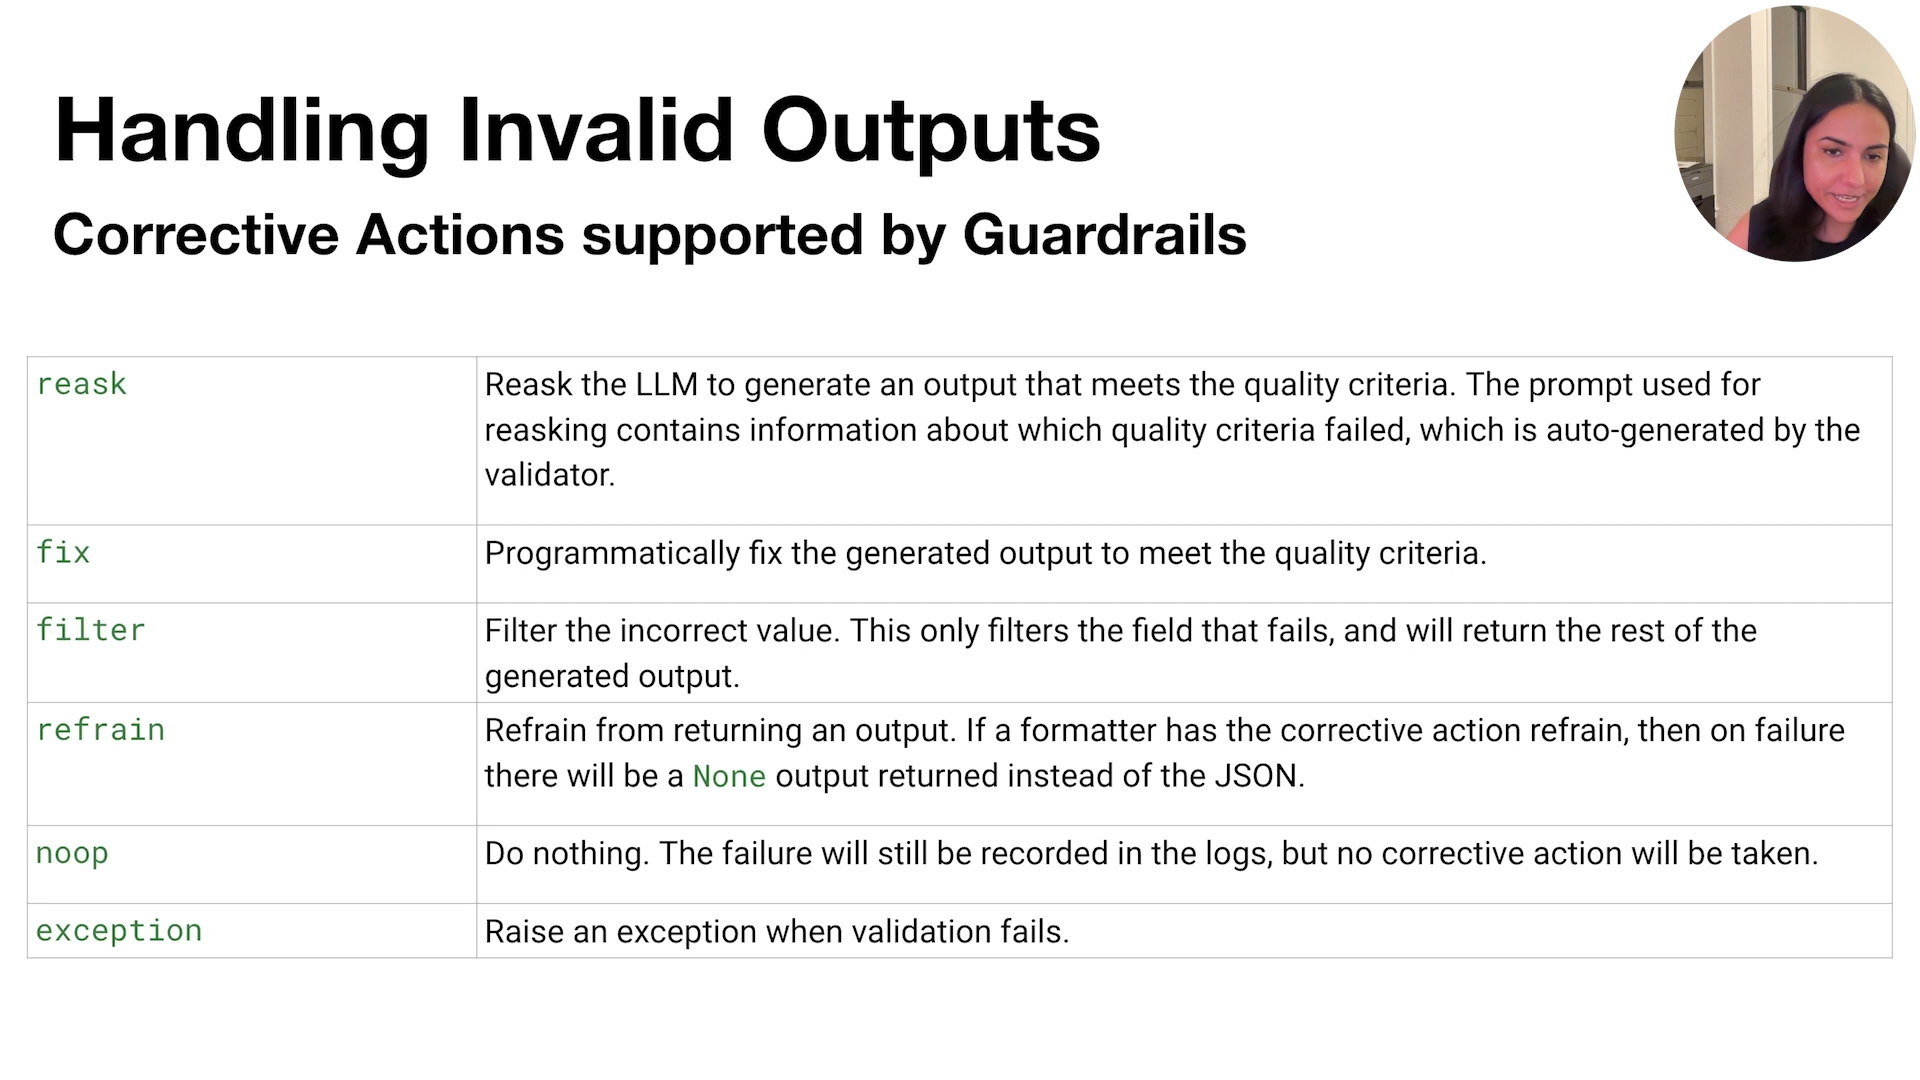 Handling Invalid Outputs
Corrective Actions supported by Guardrails
reask
Reask the LLM to generate an output that meets the quality criteria. The prompt used for
reasking contains information about which quality criteria failed, which is auto-generated by the
validator.
fix
Programmatically fix the generated output to meet the quality criteria.
filter
Filter the incorrect value. This only filters the field that fails, and will return the rest of the
generated output.
refrain
Refrain from returning an output. If a formatter has the corrective action refrain, then on failure
there will be a None output returned instead of the JSON.
noop
Do nothing. The failure will still be recorded in the logs, but no corrective action will be taken.
exception
Raise an exception when validation fails.